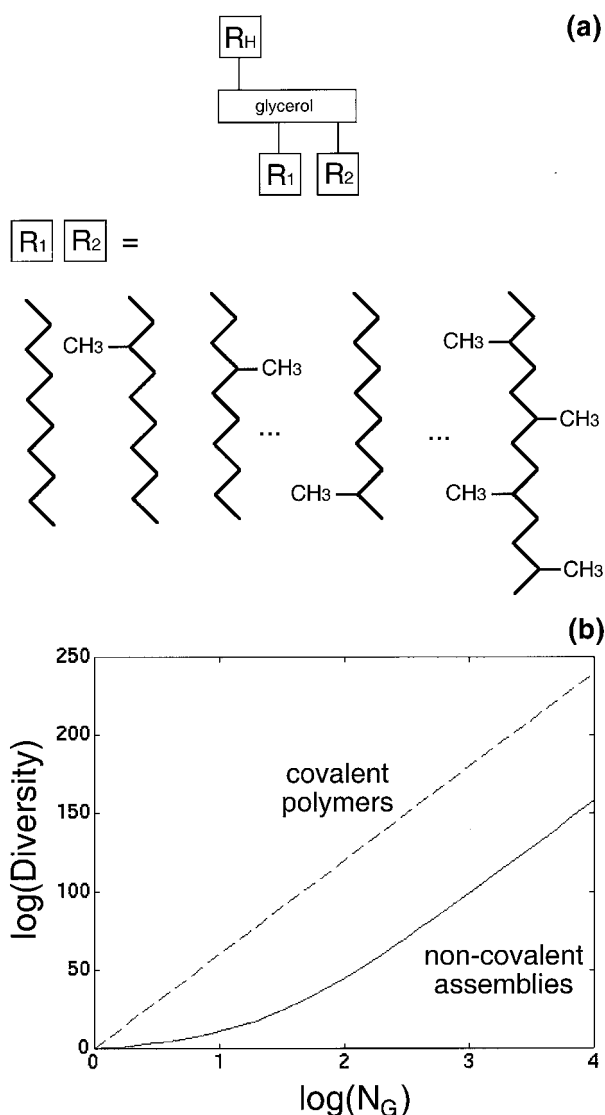 (a)
RH
glycerol
R1 R2
R1 R2 =
CH3 CH3 CH3
CH3
... ...
CH3 CH3
CH3
(b)
250
200
150
100
50
0
log(Diversity)
covalent
polymers
non-covalent
assemblies
0 1 2 3 4
log(NG)